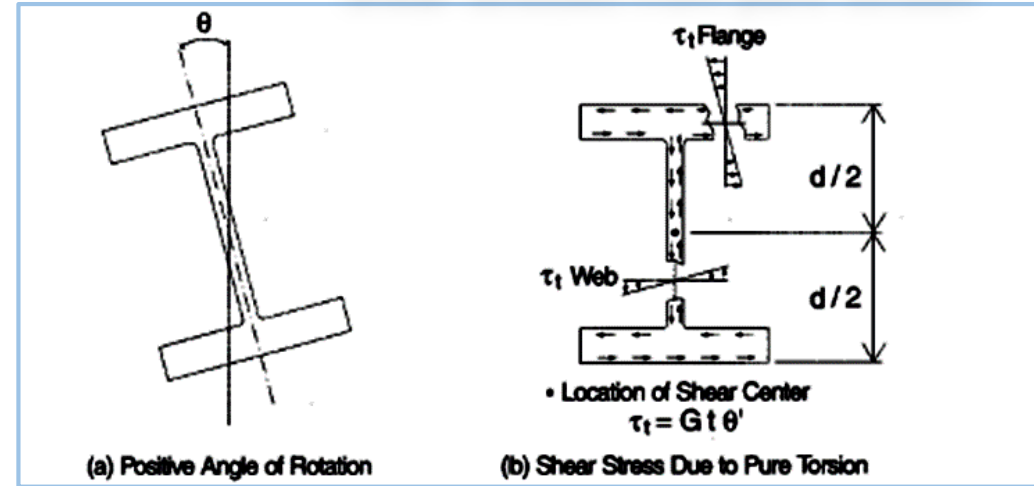 θ
τt Flange
d/2
τt Web
d/2
• Location of Shear Center
τt = G t θ'
(a) Positive Angle of Rotation
(b) Shear Stress Due to Pure Torsion